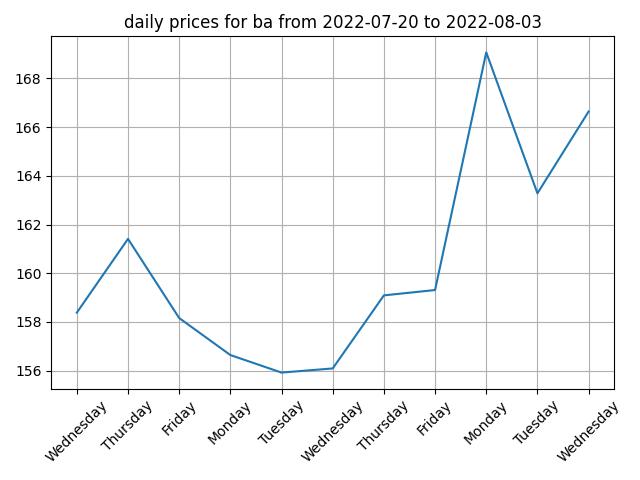 daily prices for ba from 2022-07-20 to 2022-08-03
168
166
164
162
160
158
156
Wednesday
Thursday
Friday
Monday
Tuesday
Wednesday
Thursday
Friday
Monday
Tuesday
Wednesday